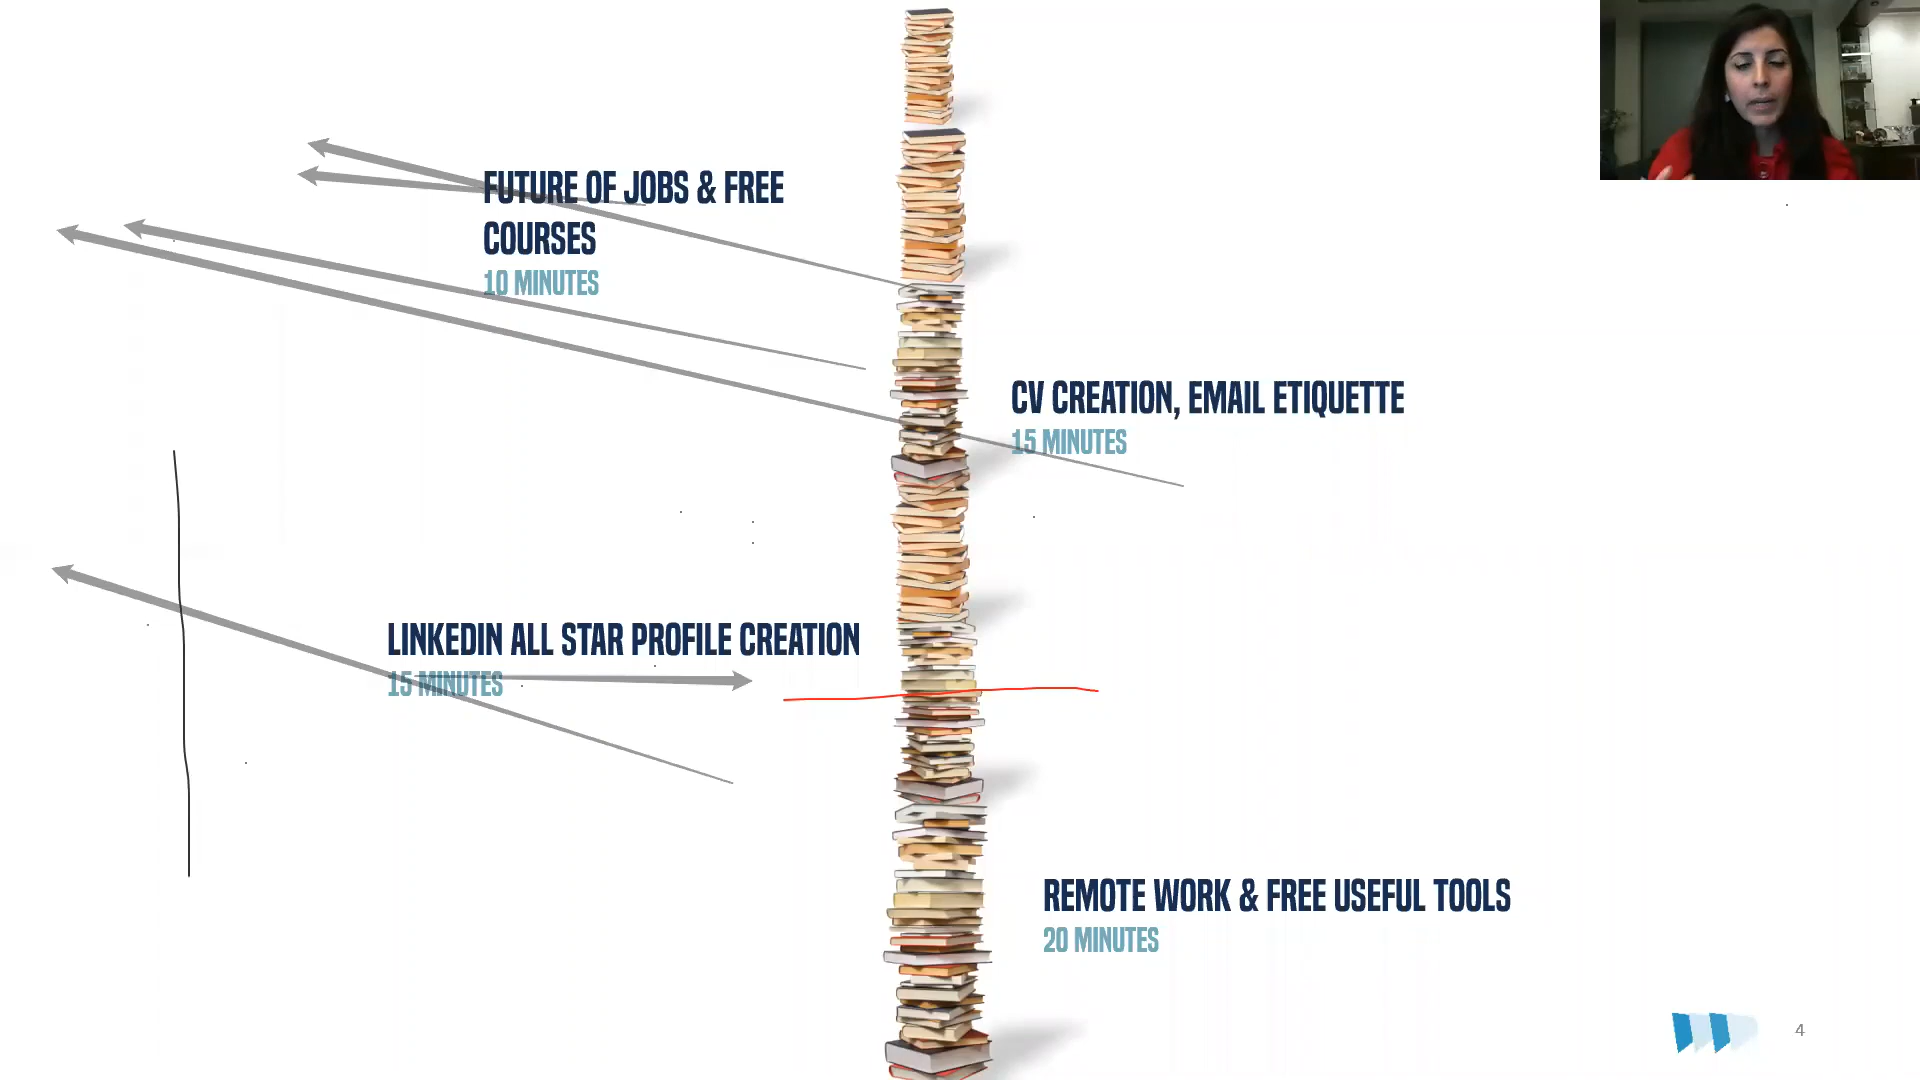 FUTURE OF JOBS & FREE
COURSES
10 MINUTES
CV CREATION, EMAIL ETIQUETTE
15 MINUTES
LINKEDIN ALL STAR PROFILE CREATION
15 MINUTES
REMOTE WORK & FREE USEFUL TOOLS
20 MINUTES
4